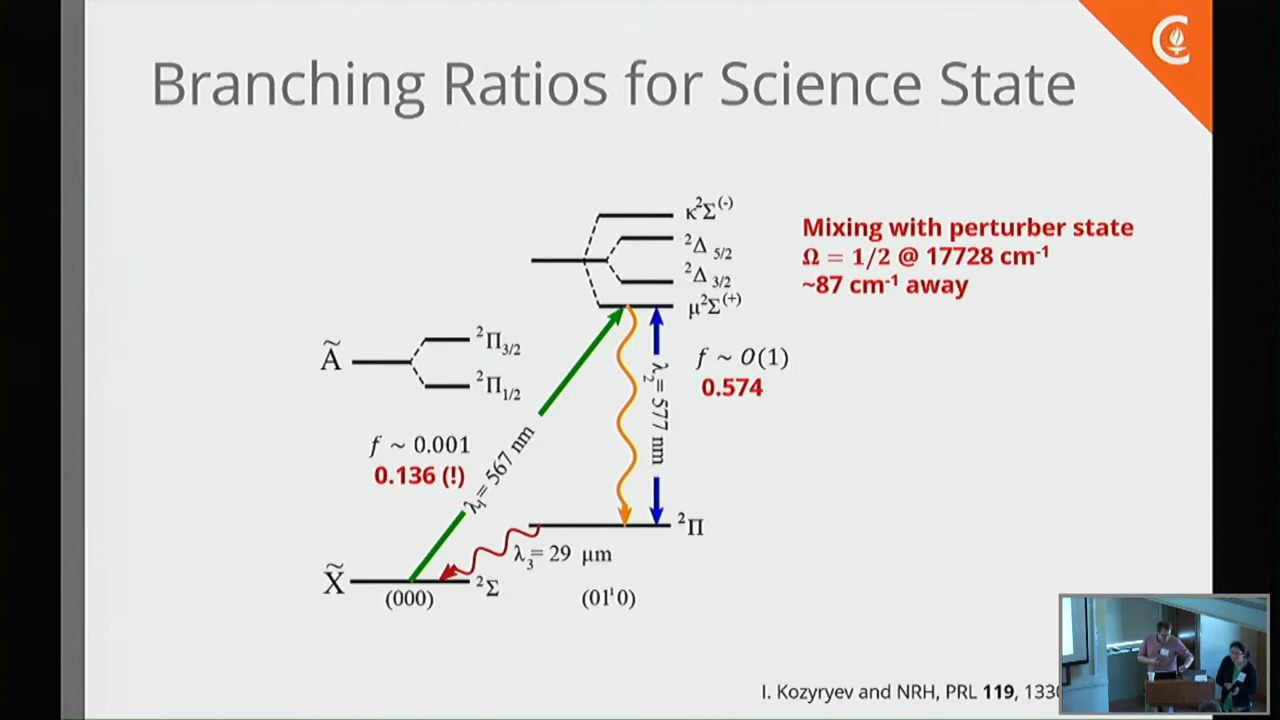 Branching Ratios for Science State
κ²Σ⁽⁻⁾
²Δ 5/2
²Δ 3/2
μ²Σ⁽⁺⁾
Mixing with perturber state
Ω = 1/2 @ 17728 cm⁻¹
~87 cm⁻¹ away
Ã
²Π3/2
²Π1/2
f ~ O(1)
0.574
f ~ 0.001
0.136 (!)
λ₁= 567 nm
λ₂= 577 nm
²Π
λ₃= 29 μm
X̃
²Σ
(000)
(01¹0)
I. Kozyryev and NRH, PRL 119,